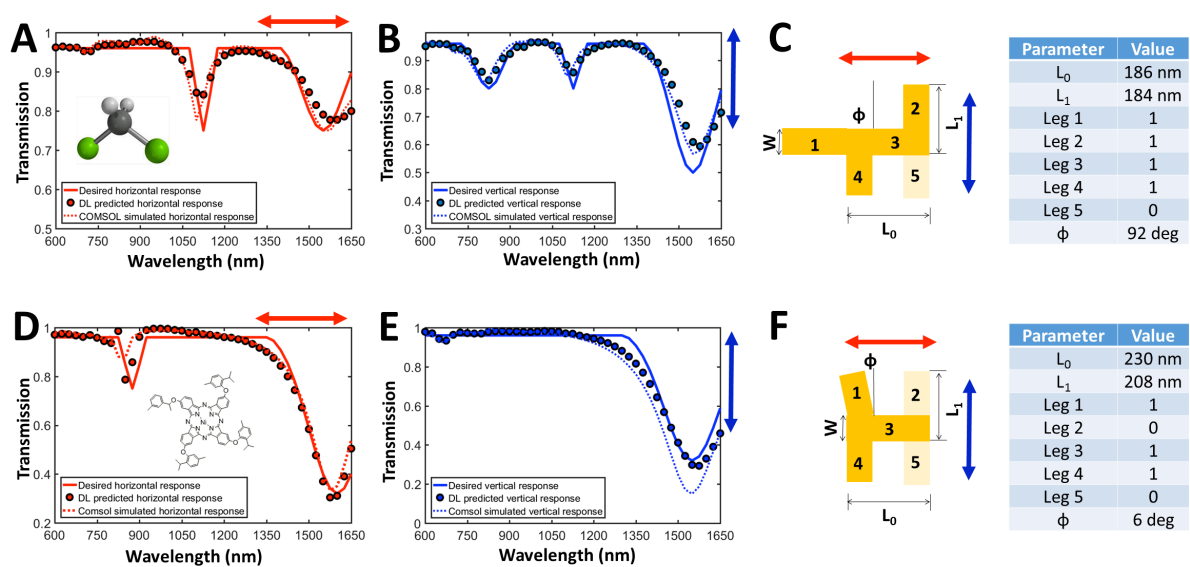 A
Transmission
1
0.9
0.8
0.7
0.6
0.5
600 750 900 1050 1200 1350 1500 1650
Wavelength (nm)
Desired horizontal response
DL predicted horizontal response
COMSOL simulated horizontal response
B
Transmission
1
0.9
0.8
0.7
0.6
0.5
0.4
600 750 900 1050 1200 1350 1500 1650
Wavelength (nm)
Desired vertical response
DL predicted vertical response
COMSOL simulated vertical response
C
ϕ
W
1
2
3
4
5
L1
L0
Parameter Value
L0 186 nm
L1 184 nm
Leg 1 1
Leg 2 1
Leg 3 1
Leg 4 1
Leg 5 0
ϕ 92 deg
D
Transmission
1
0.8
0.6
0.4
0.2
600 750 900 1050 1200 1350 1500 1650
Wavelength (nm)
Desired horizontal response
DL predicted horizontal response
Comsol simulated horizontal response
E
Transmission
1
0.8
0.6
0.4
0.2
0
600 750 900 1050 1200 1350 1500 1650
Wavelength (nm)
Desired vertical response
DL predicted vertical response
Comsol simulated vertical response
F
ϕ
W
1
2
3
4
5
L1
L0
Parameter Value
L0 230 nm
L1 208 nm
Leg 1 1
Leg 2 0
Leg 3 1
Leg 4 1
Leg 5 0
ϕ 6 deg